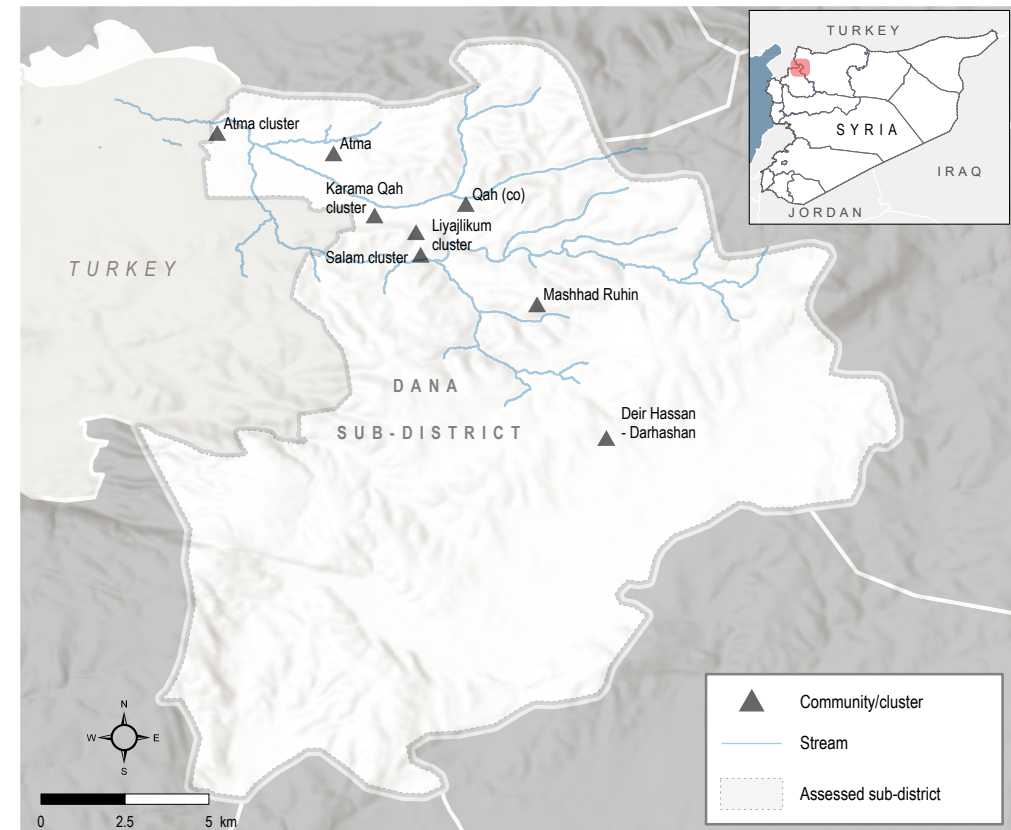 TURKEY
SYRIA
IRAQ
JORDAN
Atma cluster
Atma
Karama Qah
cluster
Qah (co)
Liyajlikum
cluster
Salam cluster
TURKEY
Mashhad Ruhin
DANA
SUB-DISTRICT
Deir Hassan
- Darhashan
N
W E
S
0 2.5 5 km
Community/cluster
Stream
Assessed sub-district